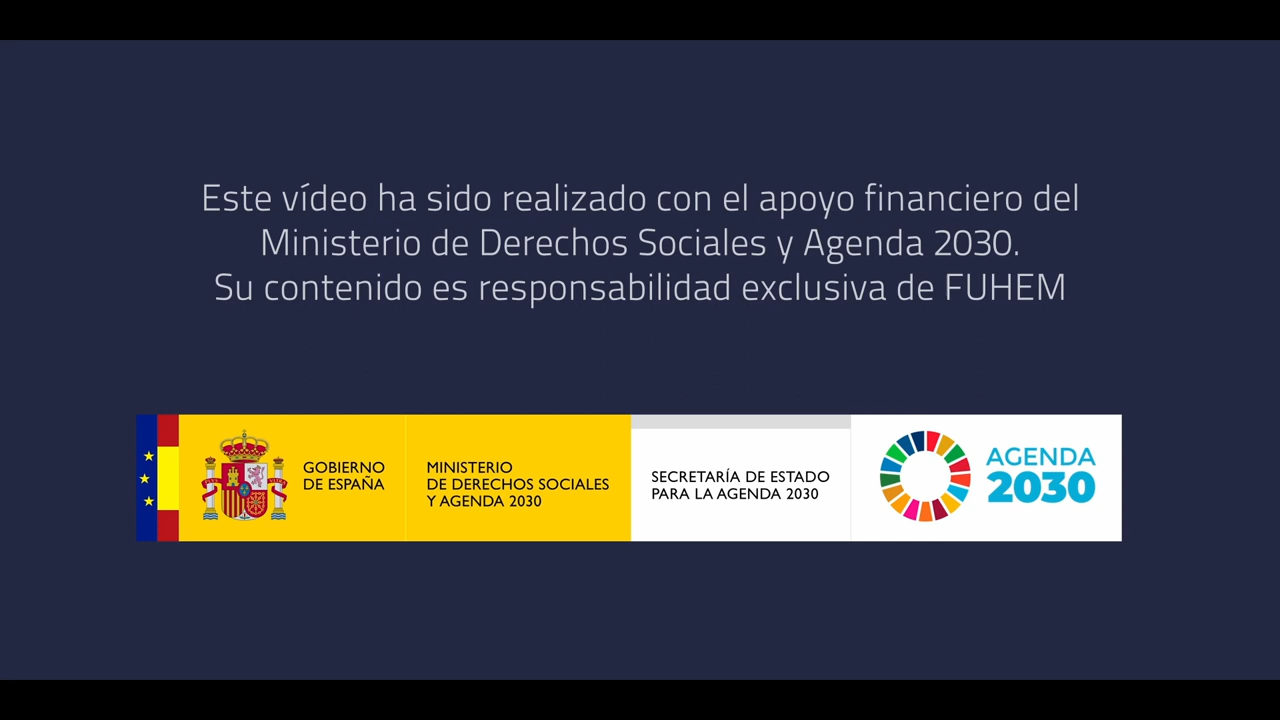 Este vídeo ha sido realizado con el apoyo financiero del
Ministerio de Derechos Sociales y Agenda 2030.
Su contenido es responsabilidad exclusiva de FUHEM
GOBIERNO
DE ESPAÑA
MINISTERIO
DE DERECHOS SOCIALES
Y AGENDA 2030
SECRETARÍA DE ESTADO
PARA LA AGENDA 2030
AGENDA
2030